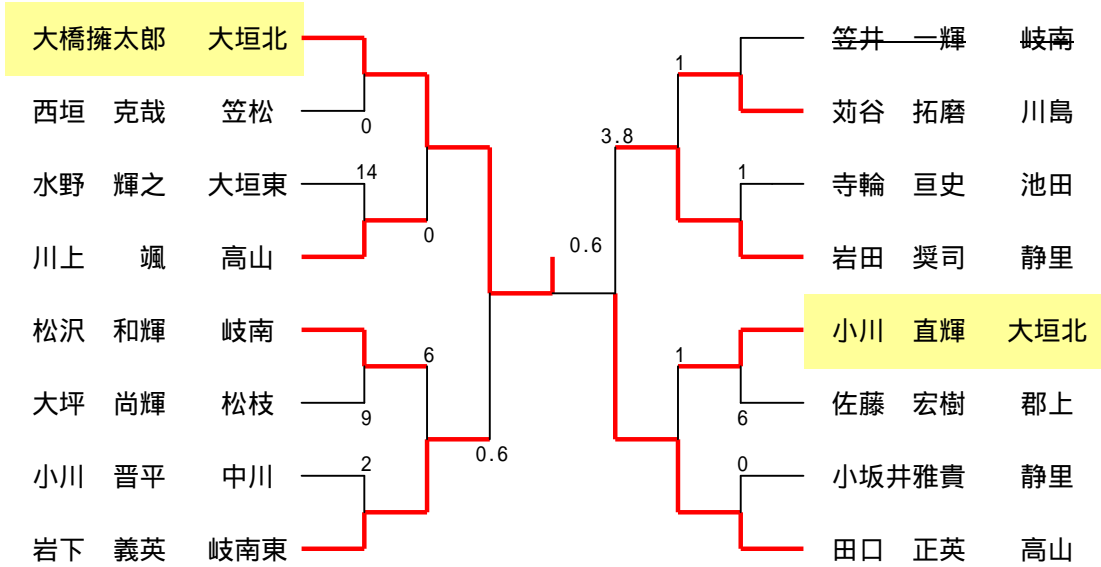 大橋擁太郎 大垣北
西垣 克哉 笠松
0
水野 輝之 大垣東
14
川上 颯 高山
0
松沢 和輝 岐南
6
大坪 尚輝 松枝
9
小川 晋平 中川
2
0.6
岩下 義英 岐南東
0.6
笠井 一輝 岐南
1
苅谷 拓磨 川島
3.8
寺輪 亘史 池田
1
岩田 奨司 静里
小川 直輝 大垣北
1
佐藤 宏樹 郡上
6
小坂井雅貴 静里
0
田口 正英 高山